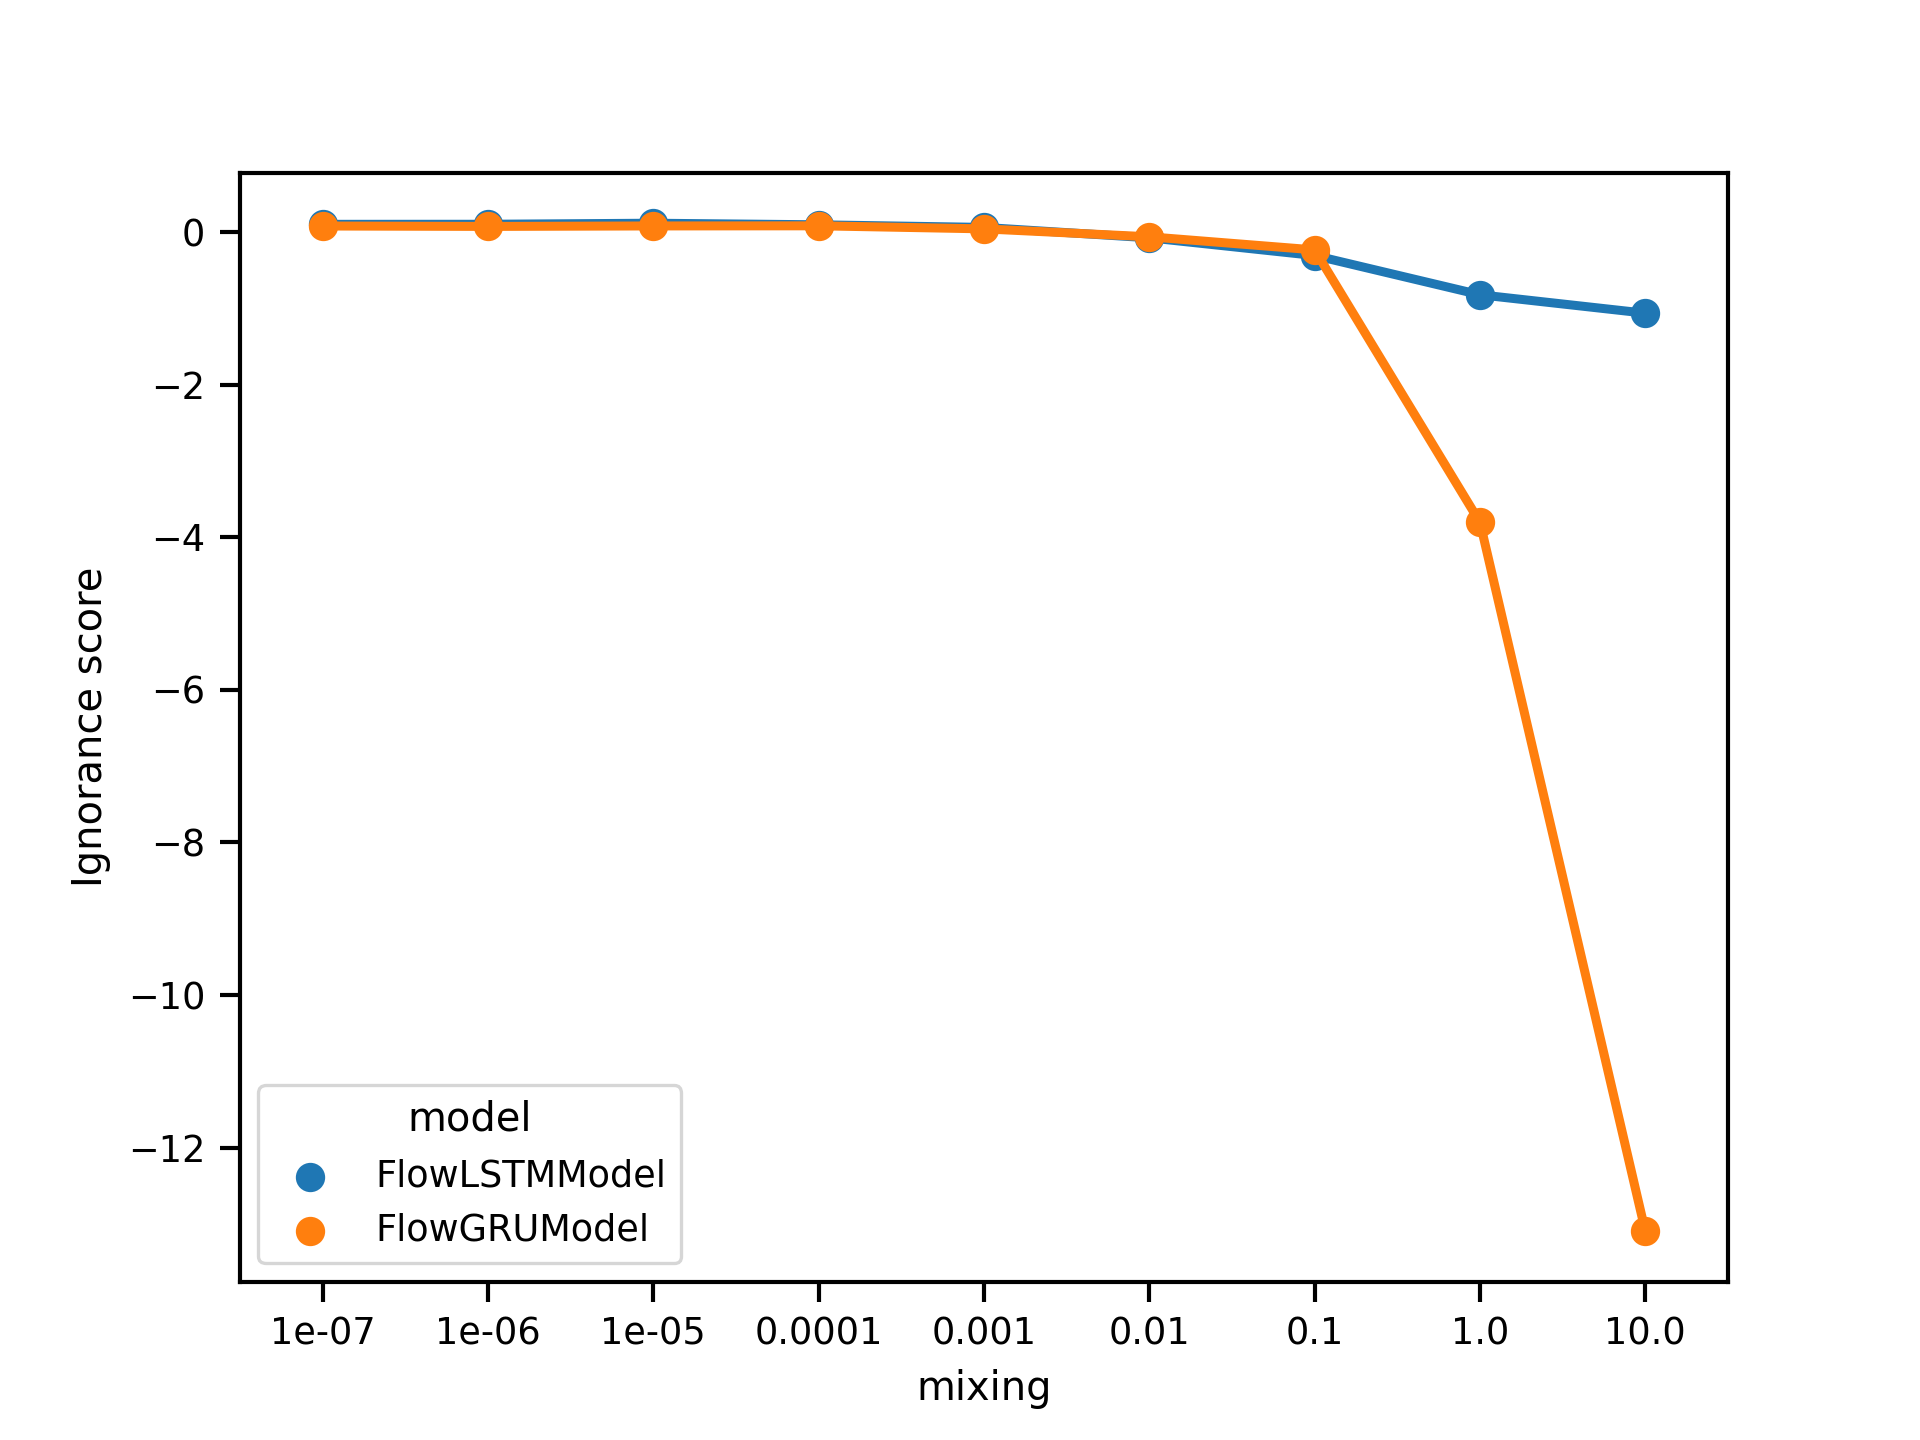 0
−2
−4
−6
−8
−10
−12
Ignorance score
model
FlowLSTMModel
FlowGRUModel
1e-07 1e-06 1e-05 0.0001 0.001 0.01 0.1 1.0 10.0
mixing